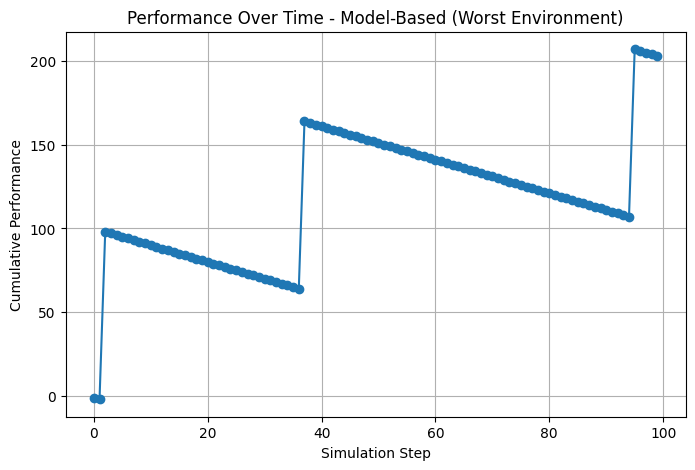 Performance Over Time - Model-Based (Worst Environment)
Cumulative Performance
200
150
100
50
0
0 20 40 60 80 100
Simulation Step